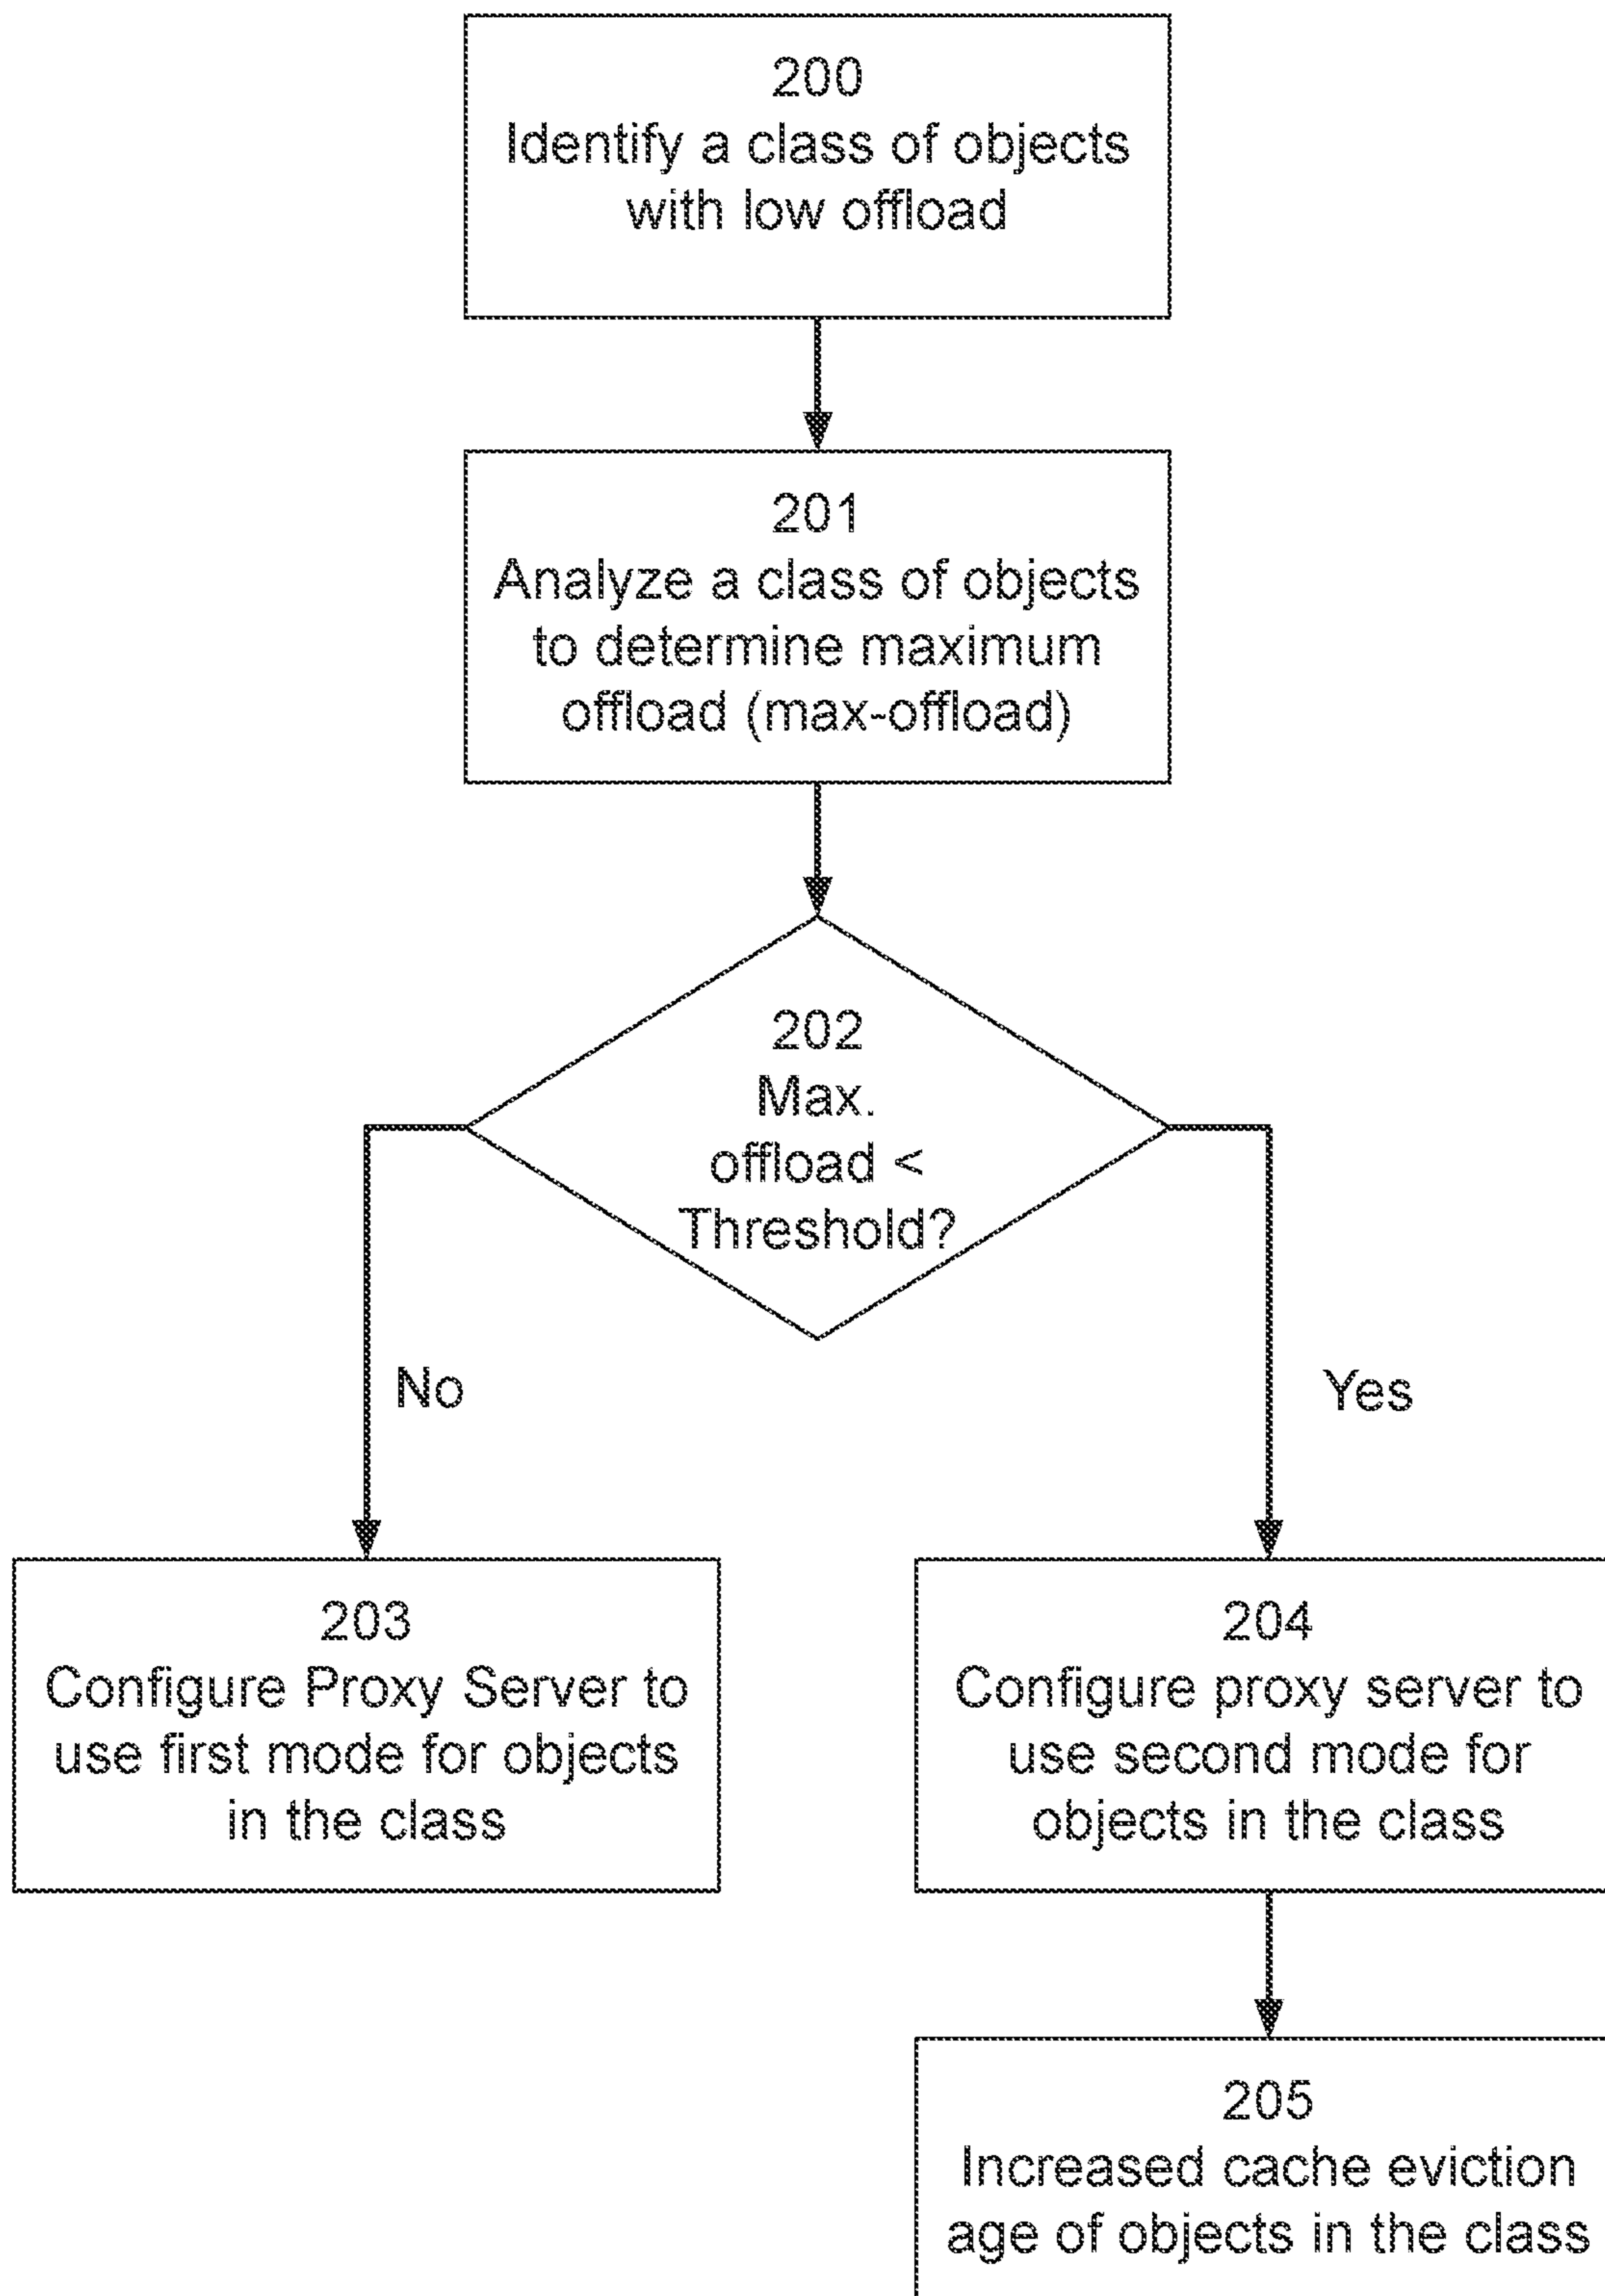 200
Identify a class of objects
with low offload
201
Analyze a class of objects
to determine maximum
offload (max-offload)
202
Max.
offload <
Threshold?
No
Yes
203
Configure Proxy Server to
use first mode for objects
in the class
204
Configure proxy server to
use second mode for
objects in the class
205
Increased cache eviction
age of objects in the class